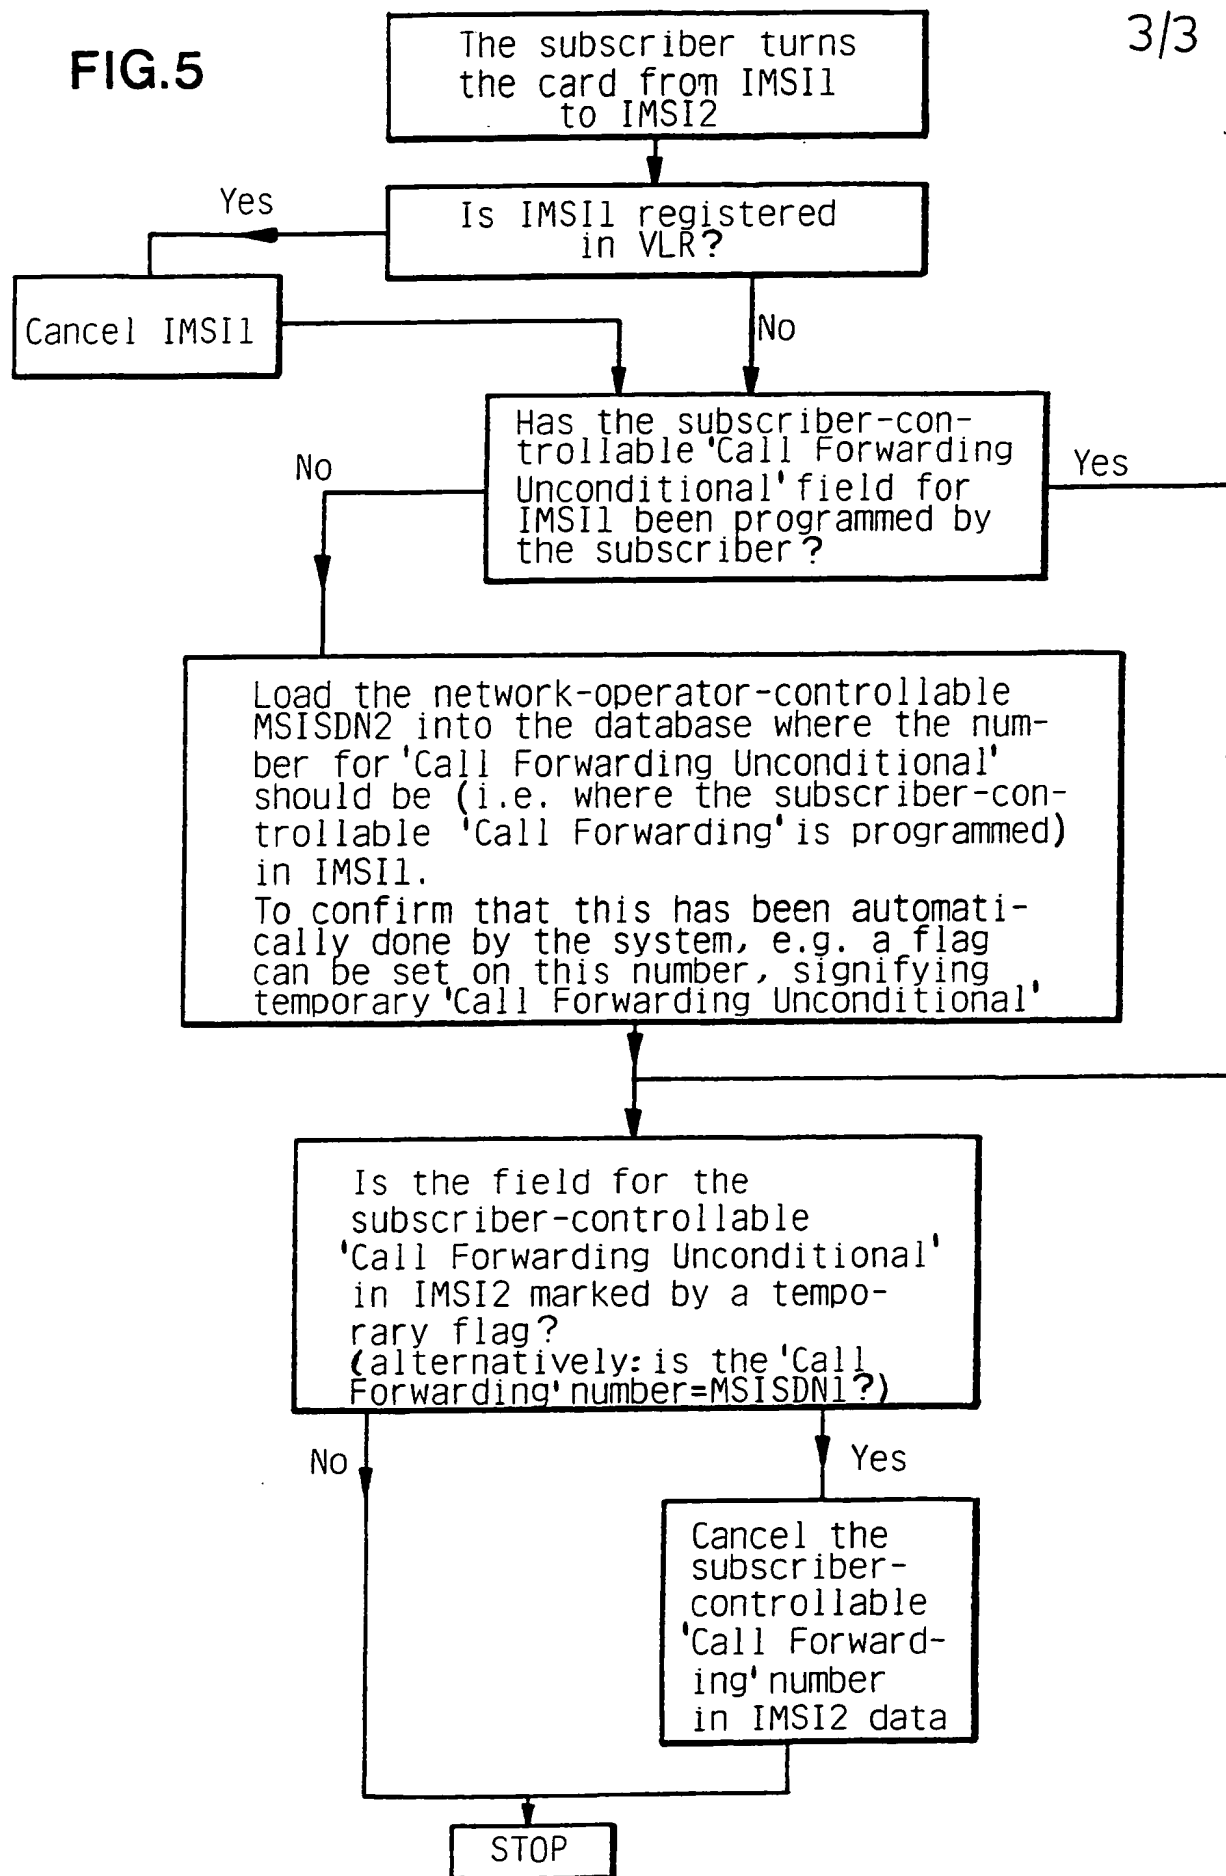 FIG.5
3/3
The subscriber turns
the card from IMSI1
to IMSI2
Yes
Is IMSI1 registered
in VLR?
Cancel IMSI1
No
Has the subscriber-con-
trollable 'Call Forwarding
Unconditional' field for
IMSI1 been programmed by
the subscriber?
No
Yes
Load the network-operator-controllable
MSISDN2 into the database where the num-
ber for 'Call Forwarding Unconditional'
should be (i.e. where the subscriber-con-
trollable 'Call Forwarding' is programmed)
in IMSI1.
To confirm that this has been automati-
cally done by the system, e.g. a flag
can be set on this number, signifying
temporary 'Call Forwarding Unconditional'
Is the field for the
subscriber-controllable
'Call Forwarding Unconditional'
in IMSI2 marked by a tempo-
rary flag?
(alternatively: is the 'Call
Forwarding' number=MSISDN1?)
No
Yes
Cancel the
subscriber-
controllable
'Call Forward-
ing' number
in IMSI2 data
STOP